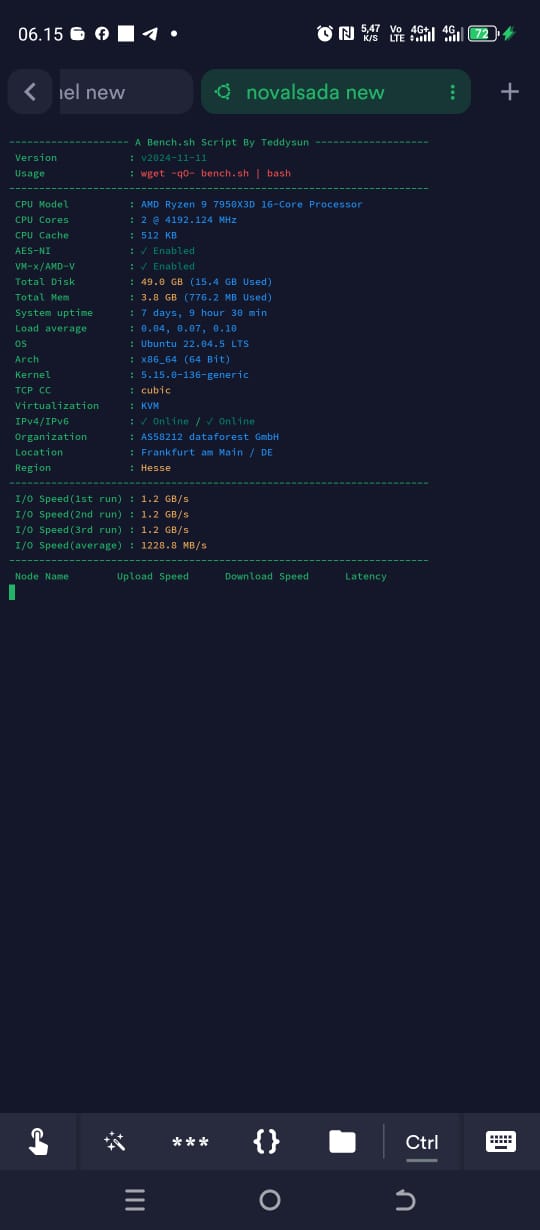 06.15
5,47 K/S
Vo LTE
4G+
4G
72
nel new
novalsada new
-------------------- A Bench.sh Script By Teddysun -------------------
Version : v2024-11-11
Usage : wget -qO- bench.sh | bash
----------------------------------------------------------------------
CPU Model : AMD Ryzen 9 7950X3D 16-Core Processor
CPU Cores : 2 @ 4192.124 MHz
CPU Cache : 512 KB
AES-NI : ✓ Enabled
VM-x/AMD-V : ✓ Enabled
Total Disk : 49.0 GB (15.4 GB Used)
Total Mem : 3.8 GB (776.2 MB Used)
System uptime : 7 days, 9 hour 30 min
Load average : 0.04, 0.07, 0.10
OS : Ubuntu 22.04.5 LTS
Arch : x86_64 (64 Bit)
Kernel : 5.15.0-136-generic
TCP CC : cubic
Virtualization : KVM
IPv4/IPv6 : ✓ Online / ✓ Online
Organization : AS58212 dataforest GmbH
Location : Frankfurt am Main / DE
Region : Hesse
----------------------------------------------------------------------
I/O Speed(1st run) : 1.2 GB/s
I/O Speed(2nd run) : 1.2 GB/s
I/O Speed(3rd run) : 1.2 GB/s
I/O Speed(average) : 1228.8 MB/s
----------------------------------------------------------------------
Node Name Upload Speed Download Speed Latency
*** {} Ctrl